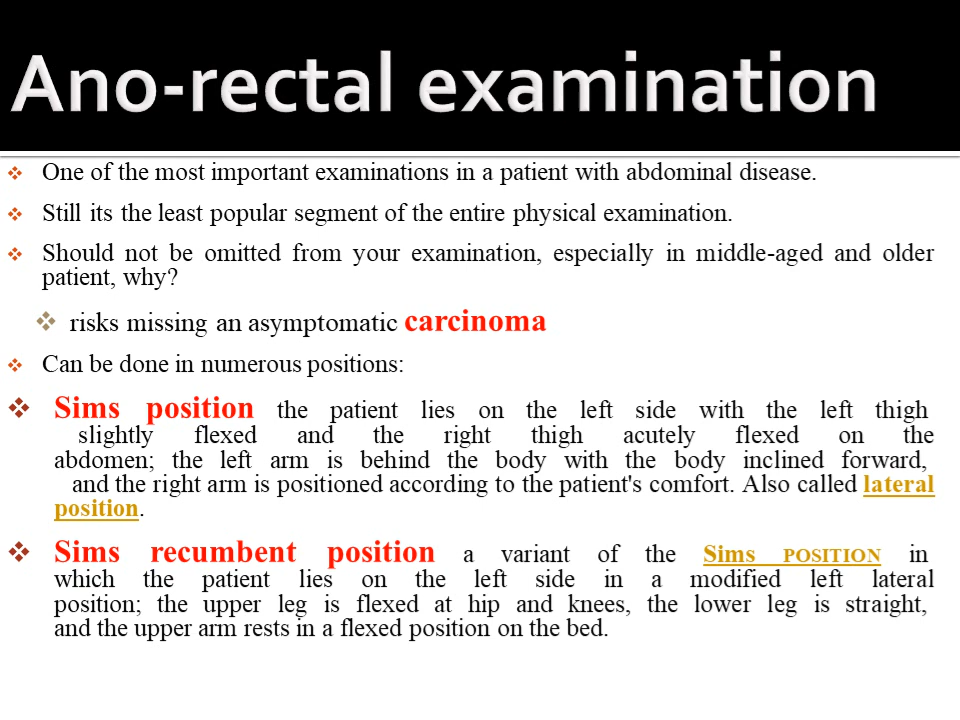 Ano-rectal examination
One of the most important examinations in a patient with abdominal disease.
Still its the least popular segment of the entire physical examination.
Should not be omitted from your examination, especially in middle-aged and older
patient, why?
risks missing an asymptomatic carcinoma
Can be done in numerous positions:
Sims position the patient lies on the left side with the left thigh
slightly flexed and the right thigh acutely flexed on the
abdomen; the left arm is behind the body with the body inclined forward,
and the right arm is positioned according to the patient's comfort. Also called lateral
position.
Sims recumbent position a variant of the Sims POSITION in
which the patient lies on the left side in a modified left lateral
position; the upper leg is flexed at hip and knees, the lower leg is straight,
and the upper arm rests in a flexed position on the bed.